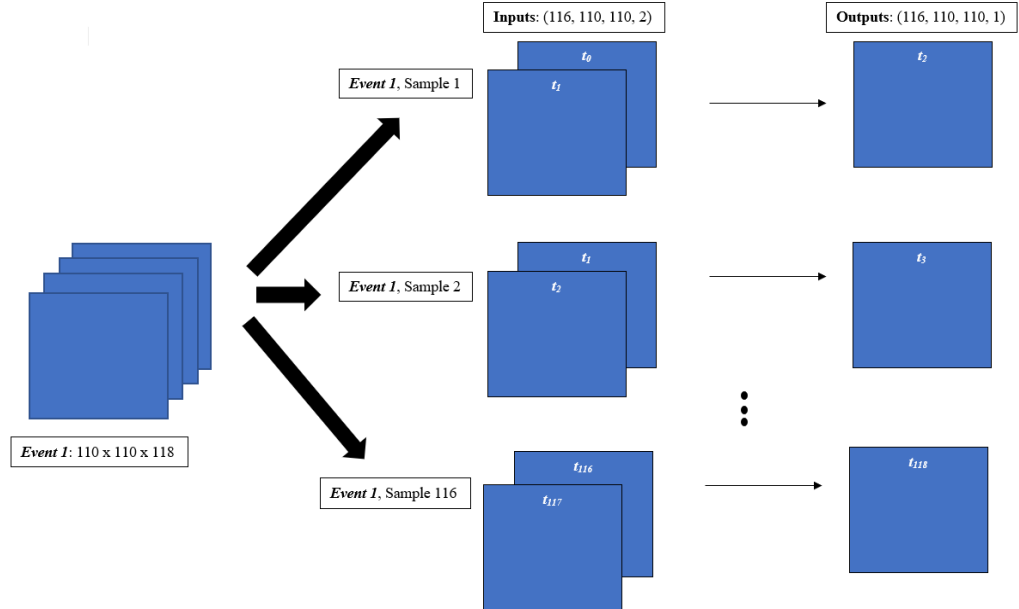 Inputs: (116, 110, 110, 2)
Outputs: (116, 110, 110, 1)
Event 1, Sample 1
t0
t1
t2
Event 1, Sample 2
t1
t2
t3
Event 1: 110 x 110 x 118
Event 1, Sample 116
t116
t117
t118